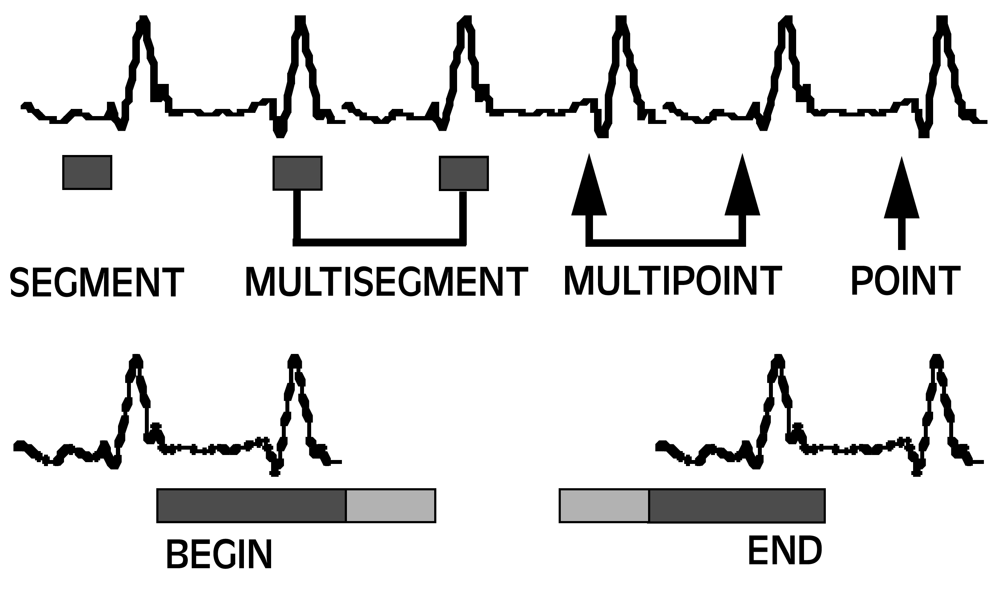 SEGMENT MULTISEGMENT MULTIPOINT POINT
BEGIN END